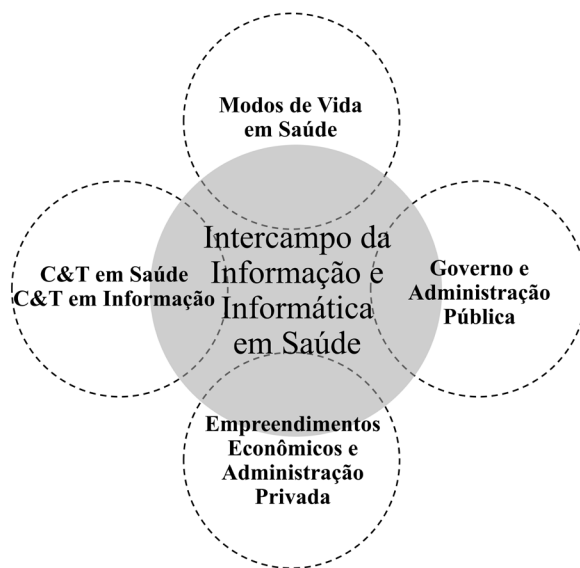 Modos de Vida
em Saúde
C&T em Saúde
C&T em Informação
Intercampo da
Informação e
Informática
em Saúde
Governo e
Administração
Pública
Empreendimentos
Econômicos e
Administração
Privada